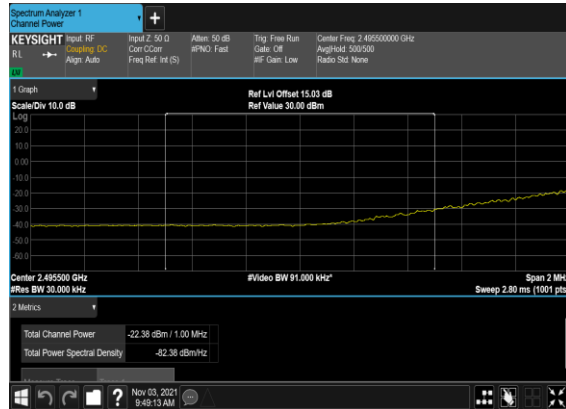 Spectrum Analyzer 1
Channel Power
+
KEYSIGHT Input: RF Input Z: 50 Ω Atten: 50 dB Trig: Free Run Center Freq: 2.495500000 GHz
RL Coupling: DC Corr CCorr #PNO: Fast Gate: Off Avg|Hold: 500/500
Align: Auto Freq Ref: Int (S) #IF Gain: Low Radio Std: None
1 Graph
Scale/Div 10.0 dB Ref Lvl Offset 15.03 dB
Ref Value 30.00 dBm
Log
20.0
10.0
0.00
-10.0
-20.0
-30.0
-40.0
-50.0
-60.0
Center 2.495500 GHz #Video BW 91.000 kHz* Span 2 MH
#Res BW 30.000 kHz Sweep 2.80 ms (1001 pts
2 Metrics
Total Channel Power -22.38 dBm / 1.00 MHz
Total Power Spectral Density -82.38 dBm/Hz
? Nov 03, 2021
9:49:13 AM